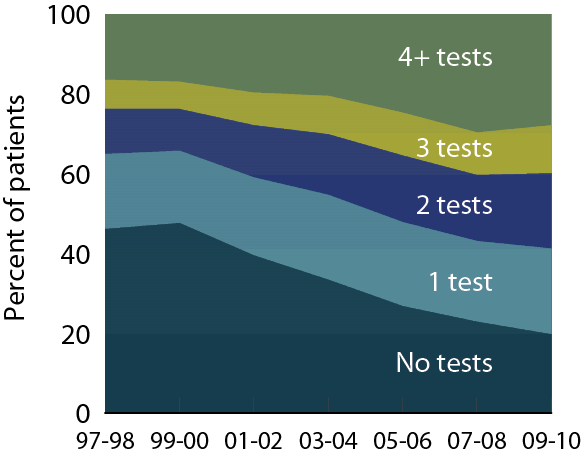 Percent of patients
100
80
60
40
20
0
4+ tests
3 tests
2 tests
1 test
No tests
97-98 99-00 01-02 03-04 05-06 07-08 09-10